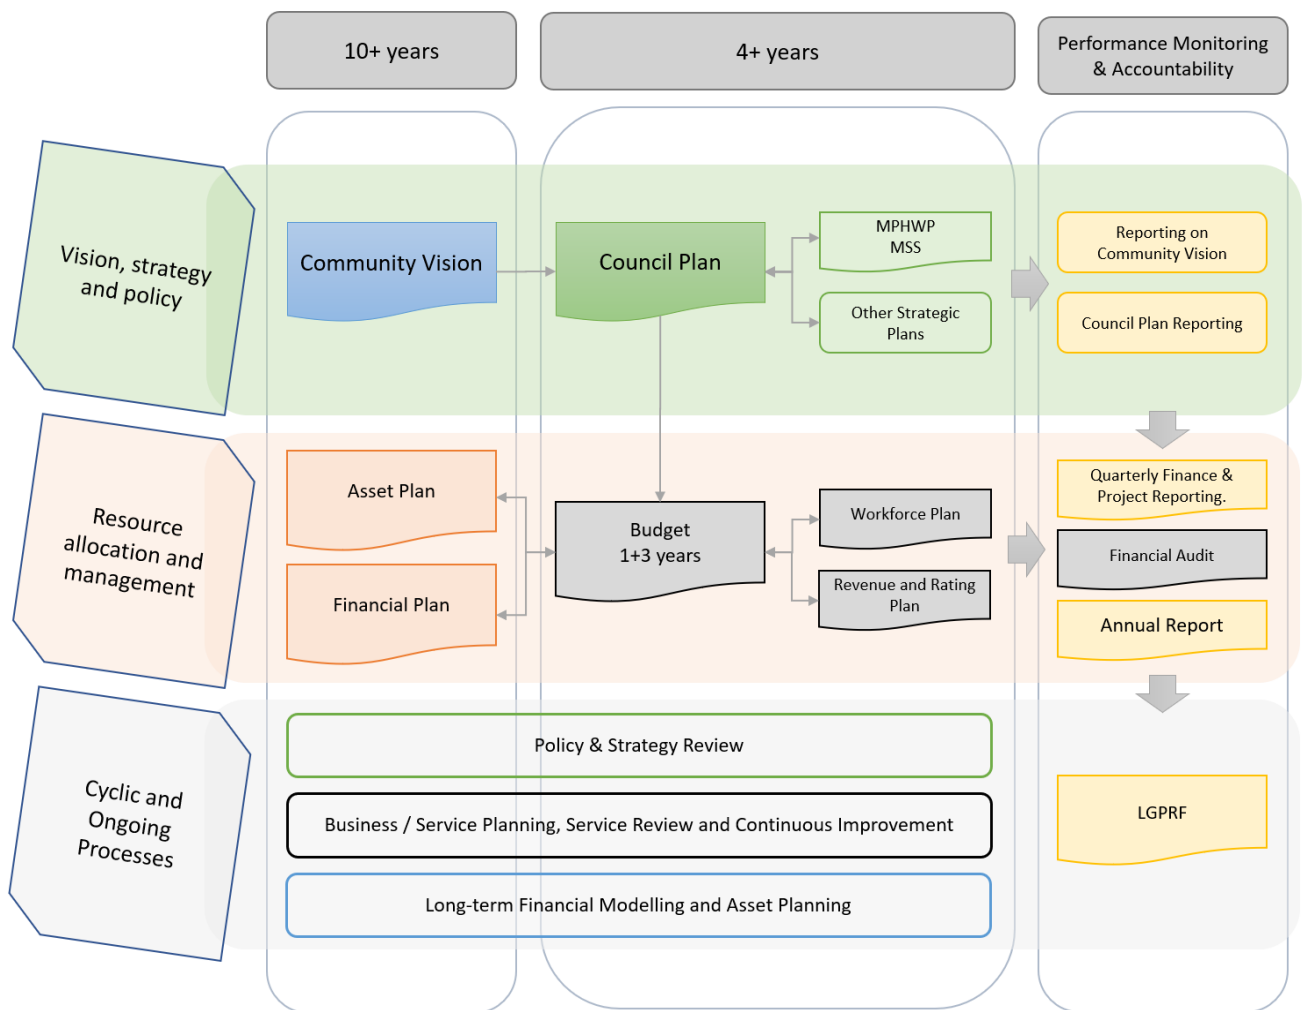 10+ years
4+ years
Performance Monitoring
& Accountability
Vision, strategy
and policy
Community Vision
Council Plan
MPHWP
MSS
Other Strategic
Plans
Reporting on
Community Vision
Council Plan Reporting
Resource
allocation and
management
Asset Plan
Financial Plan
Budget
1+3 years
Workforce Plan
Revenue and Rating
Plan
Quarterly Finance &
Project Reporting.
Financial Audit
Annual Report
Cyclic and
Ongoing
Processes
Policy & Strategy Review
Business / Service Planning, Service Review and Continuous Improvement
Long-term Financial Modelling and Asset Planning
LGPRF